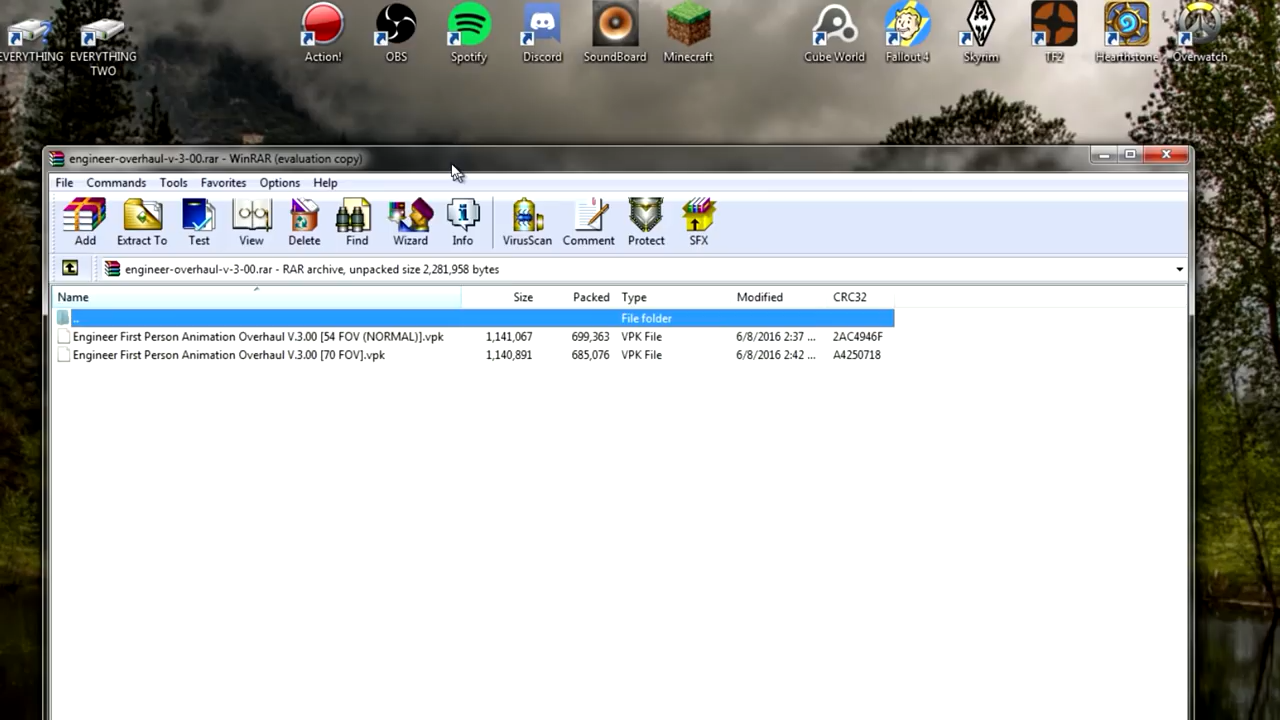 EVERYTHING
EVERYTHING TWO
Action!
OBS
Spotify
Discord
SoundBoard
Minecraft
Cube World
Fallout 4
Skyrim
TF2
Hearthstone
Overwatch
engineer-overhaul-v-3-00.rar - WinRAR (evaluation copy)
File Commands Tools Favorites Options Help
Add Extract To Test View Delete Find Wizard Info VirusScan Comment Protect SFX
engineer-overhaul-v-3-00.rar - RAR archive, unpacked size 2,281,958 bytes
Name Size Packed Type Modified CRC32
.. File folder
Engineer First Person Animation Overhaul V.3.00 [54 FOV (NORMAL)].vpk 1,141,067 699,363 VPK File 6/8/2016 2:37 ... 2AC4946F
Engineer First Person Animation Overhaul V.3.00 [70 FOV].vpk 1,140,891 685,076 VPK File 6/8/2016 2:42 ... A4250718